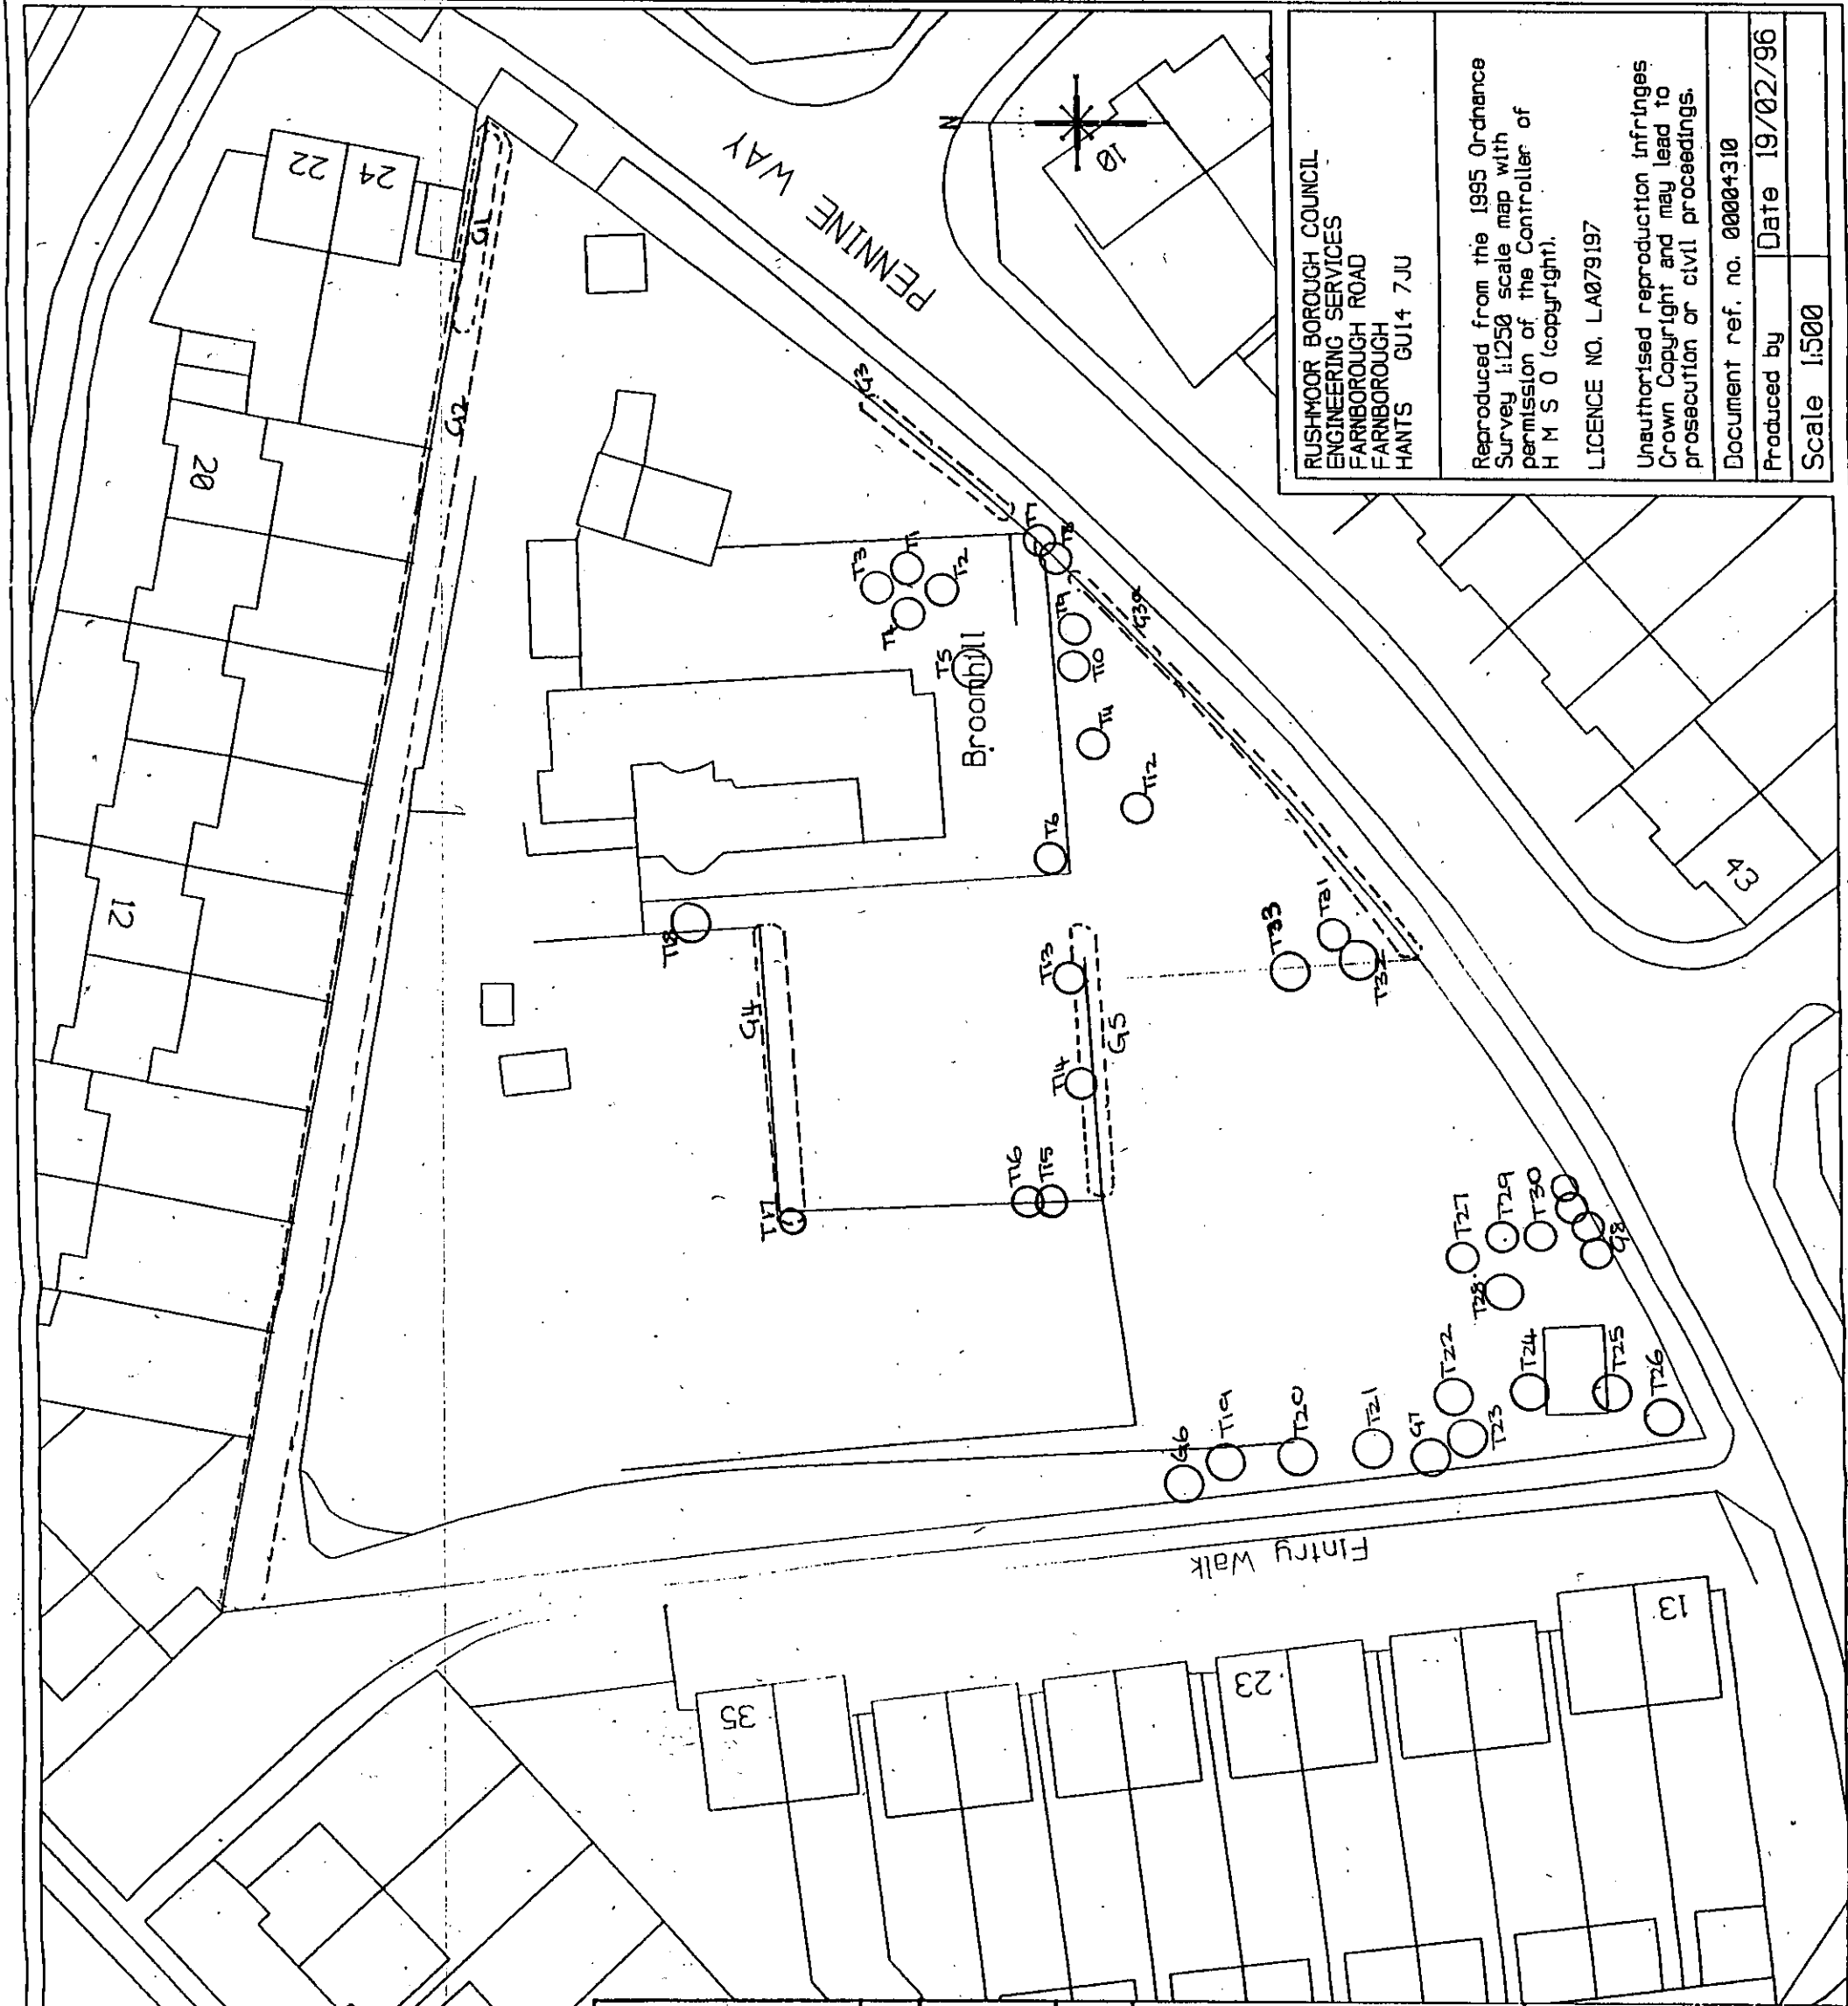 RUSHMOOR BOROUGH COUNCIL
ENGINEERING SERVICES
FARNBOROUGH ROAD
FARNBOROUGH
HANTS GU14 7JU
Reproduced from the 1995 Ordnance
Survey 1:1250 scale map with
permission of the Controller of
H M S O (copyright).
LICENCE NO. LA079197
Unauthorised reproduction infringes
Crown Copyright and may lead to
prosecution or civil proceedings.
Document ref. no. 00004310
Produced by
Date 19/02/96
Scale 1:500
N
PENNINE WAY
Fintry Walk
Broomhill
22
24
20
12
10
43
35
23
13
G1
G2
G3
G3a
G4
G5
G6
G7
G8
T1
T2
T3
T4
T5
T6
T7
T8
T9
T10
T11
T12
T13
T14
T15
T16
T17
T18
T19
T20
T21
T22
T23
T24
T25
T26
T27
T28
T29
T30
T31
T32
T33